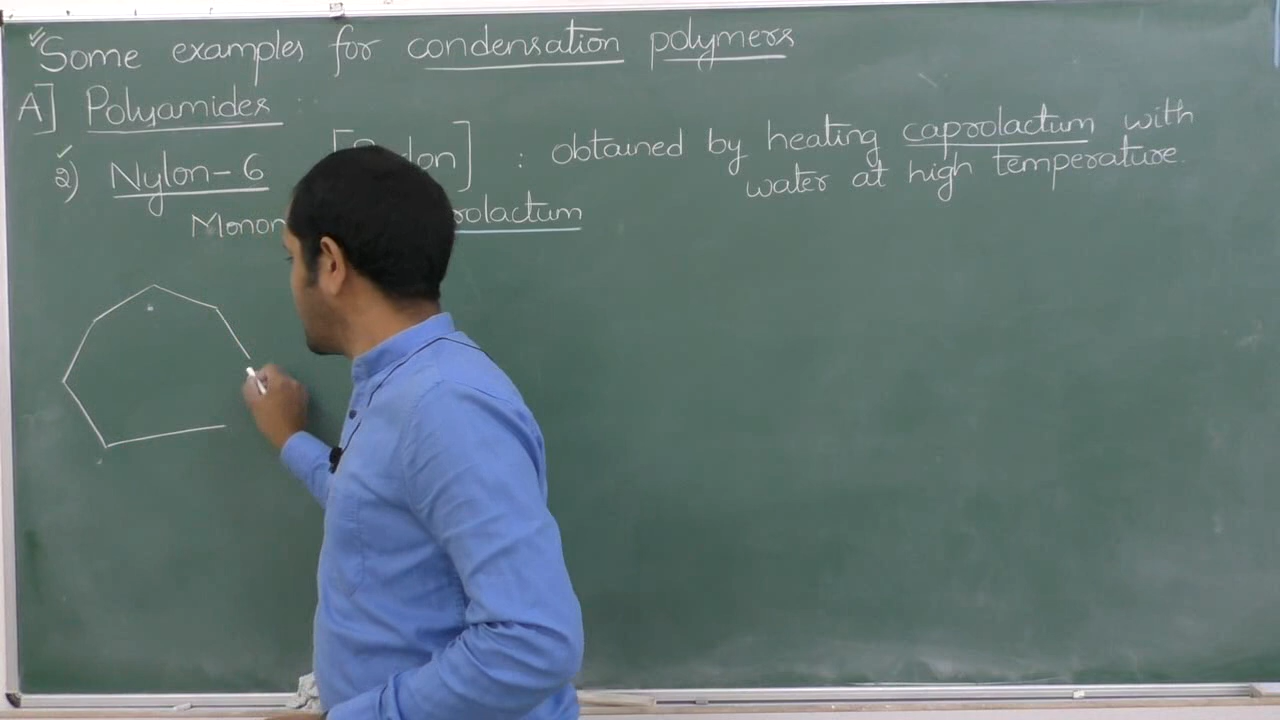 Some examples for condensation polymers
A] Polyamides
2) Nylon-6 : obtained by heating caprolactum with
water at high temperature.